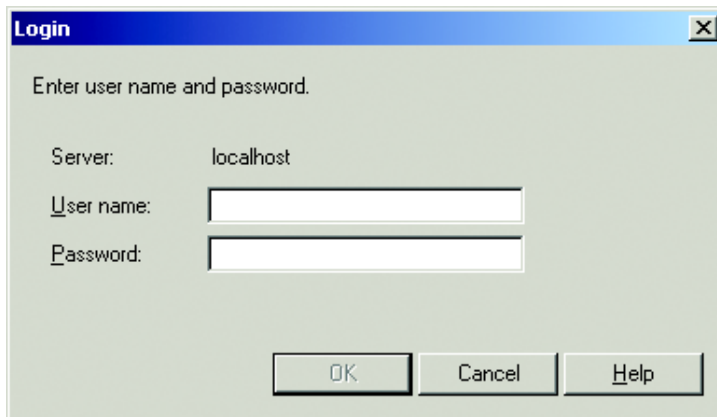 Login
Enter user name and password.
Server: localhost
User name:
Password:
OK Cancel Help